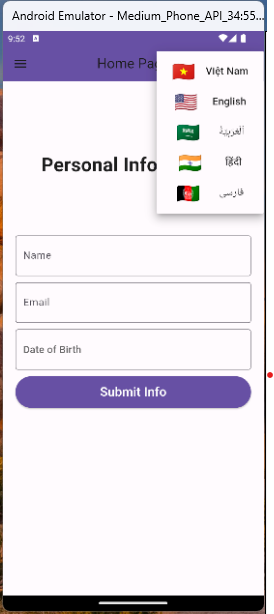 Android Emulator - Medium_Phone_API_34:55...
9:52
Home Pa
Việt Nam
English
اَلْعَرَبِيَّةُ
हिंदी
فارسی
Personal Info
Name
Email
Date of Birth
Submit Info